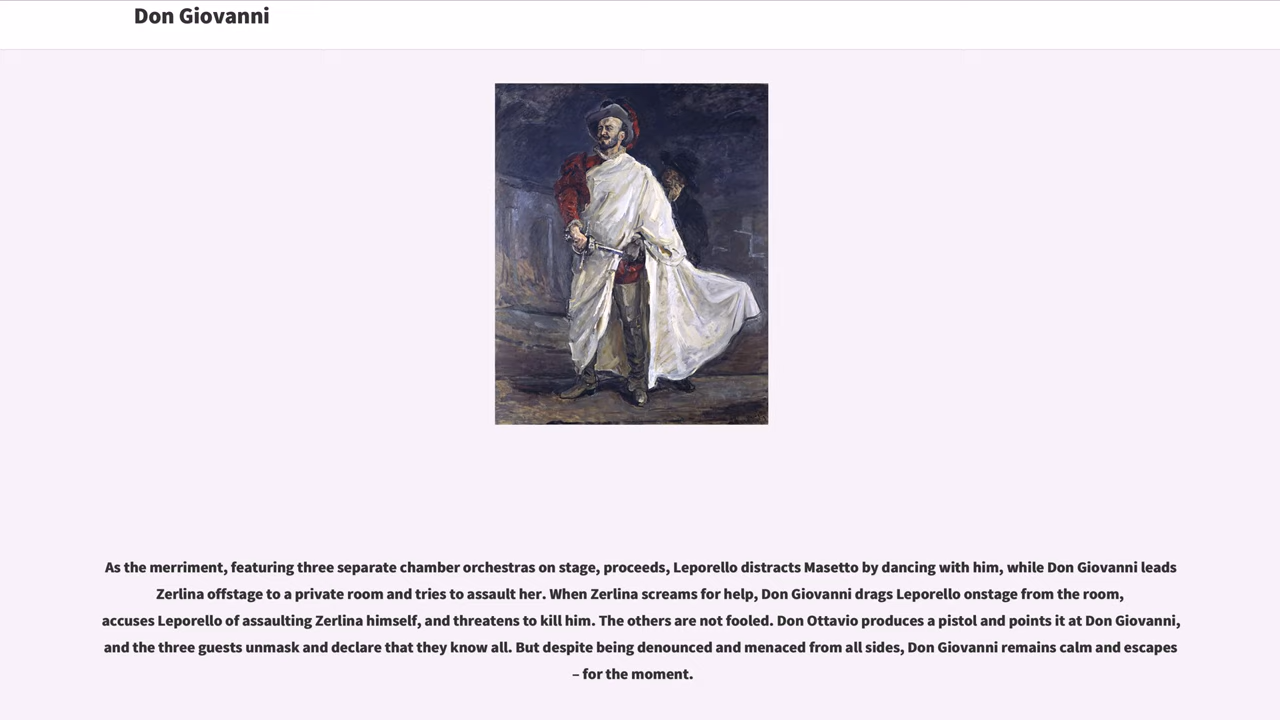 Don Giovanni
As the merriment, featuring three separate chamber orchestras on stage, proceeds, Leporello distracts Masetto by dancing with him, while Don Giovanni leads
Zerlina offstage to a private room and tries to assault her. When Zerlina screams for help, Don Giovanni drags Leporello onstage from the room,
accuses Leporello of assaulting Zerlina himself, and threatens to kill him. The others are not fooled. Don Ottavio produces a pistol and points it at Don Giovanni,
and the three guests unmask and declare that they know all. But despite being denounced and menaced from all sides, Don Giovanni remains calm and escapes
– for the moment.